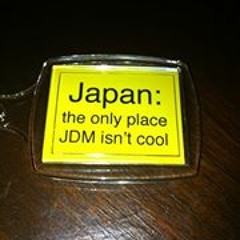 Japan:
the only place
JDM isn't cool